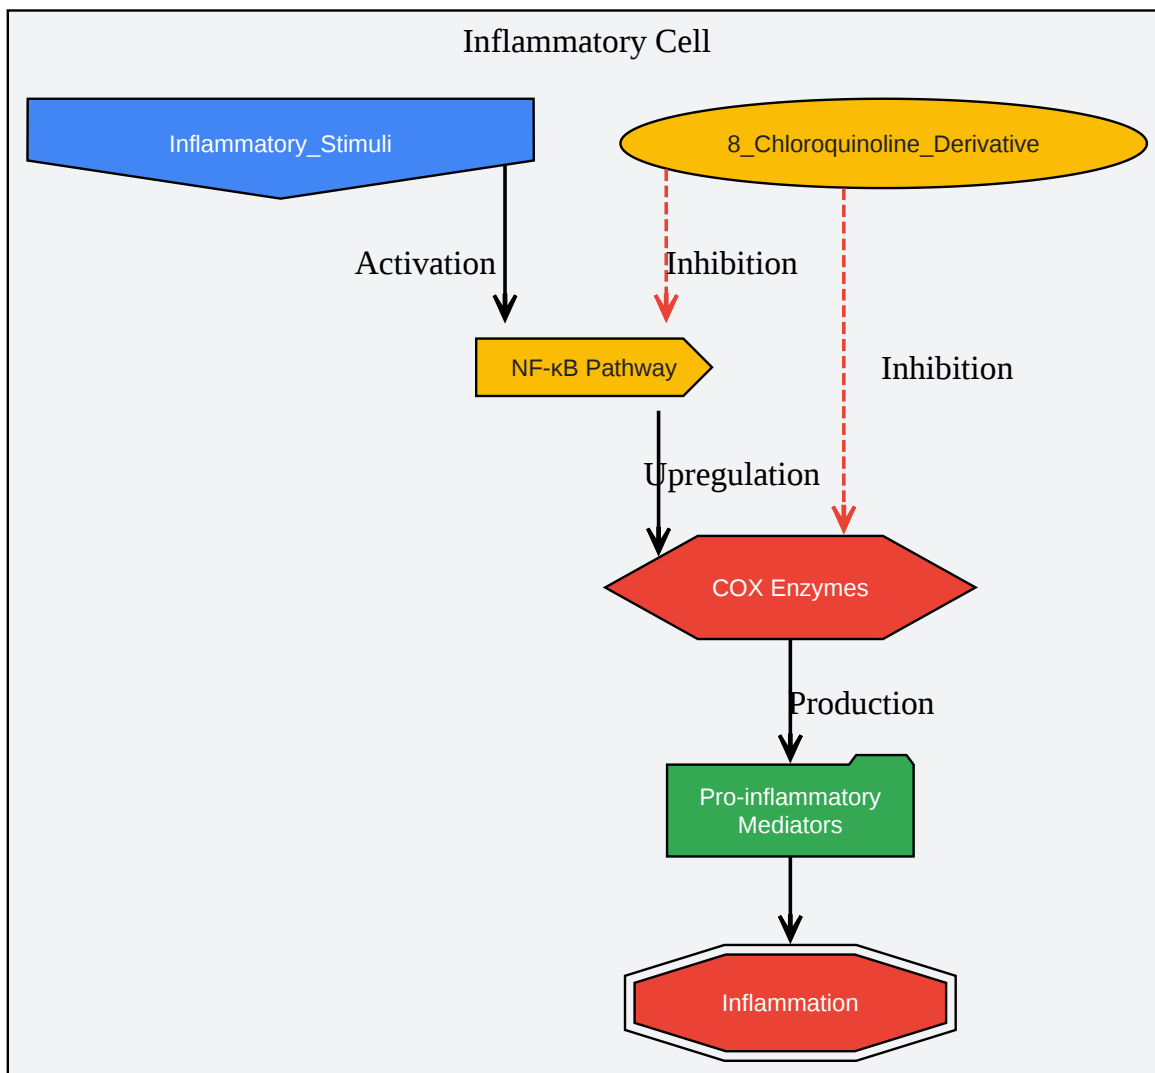 Inflammatory Cell
Inflammatory_Stimuli
8_Chloroquinoline_Derivative
Activation
Inhibition
NF-κB Pathway
Inhibition
Upregulation
COX Enzymes
Production
Pro-inflammatory
Mediators
Inflammation